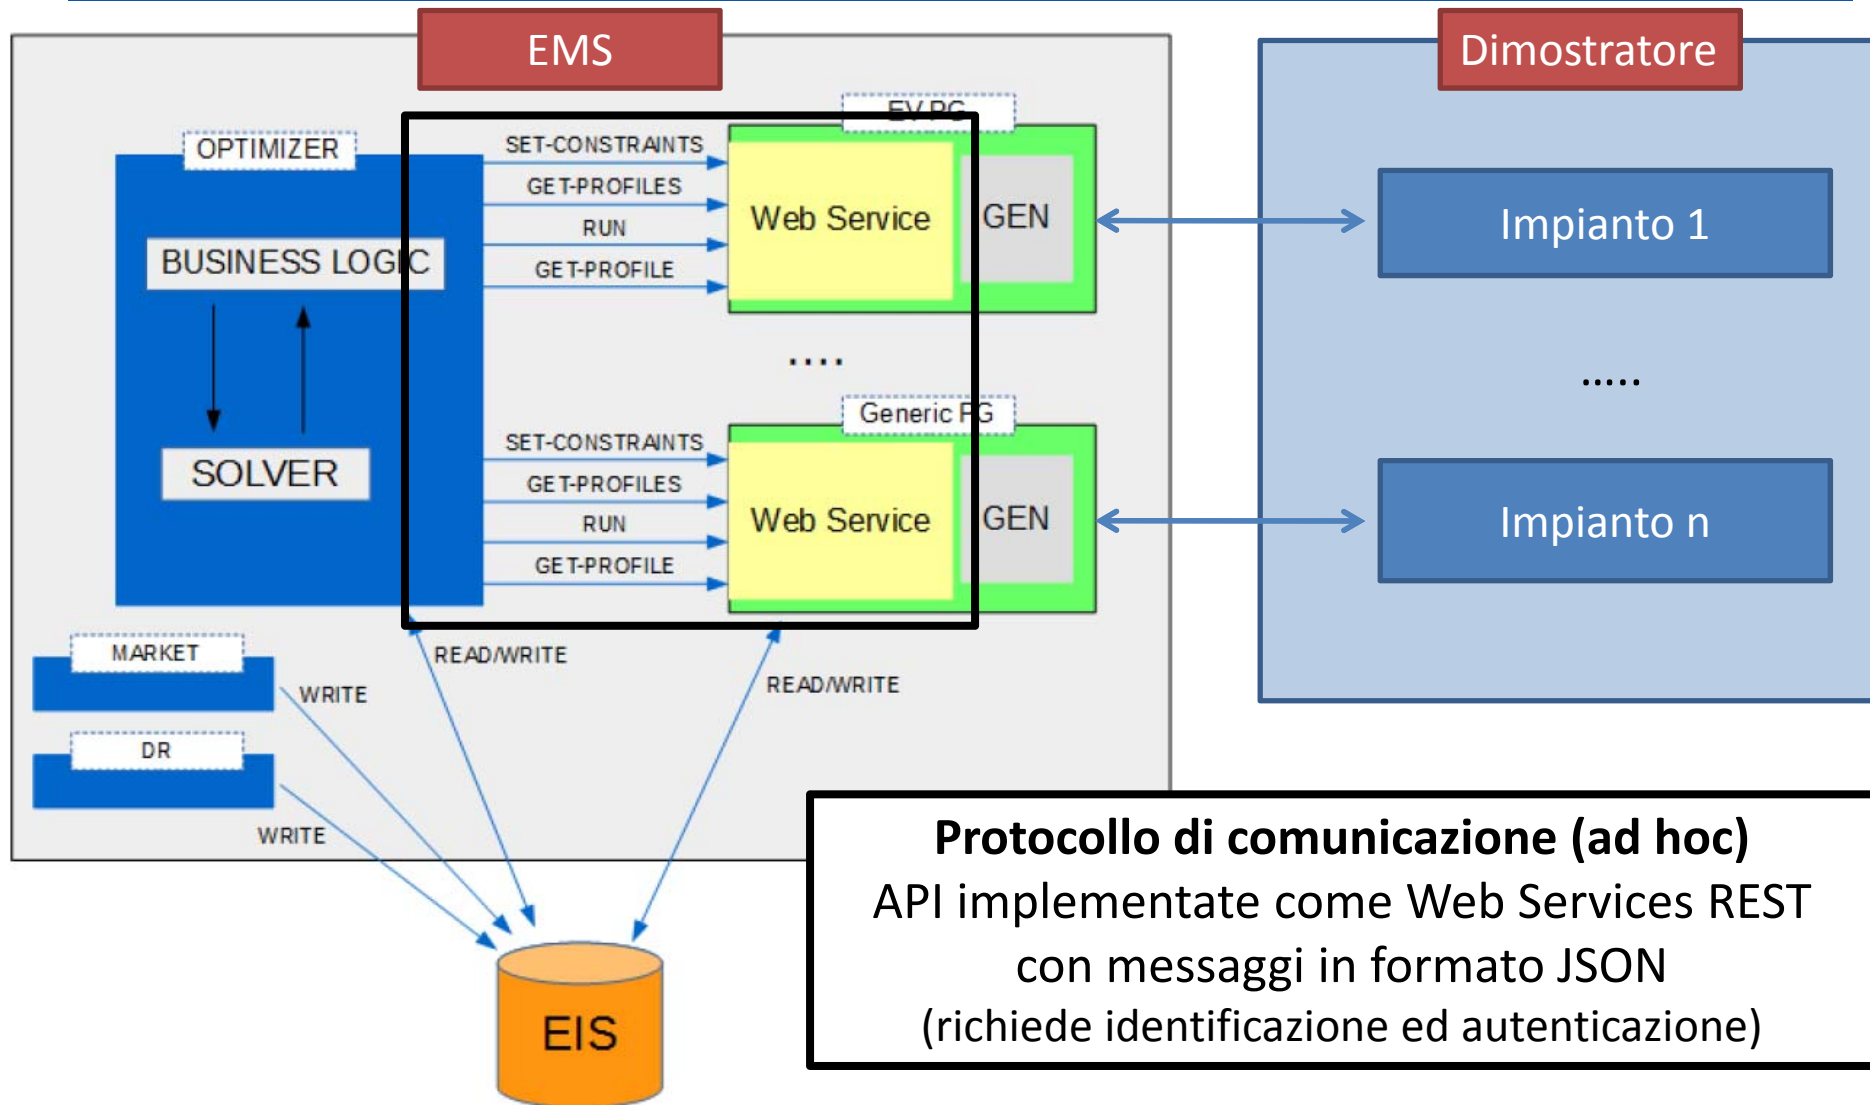 EMS
Dimostratore
EV PG
OPTIMIZER
SET-CONSTRAINTS
GET-PROFILES
RUN
GET-PROFILE
Web Service
GEN
Impianto 1
BUSINESS LOGIC
....
.....
Generic PG
SOLVER
SET-CONSTRAINTS
GET-PROFILES
RUN
GET-PROFILE
Web Service
GEN
Impianto n
MARKET
READ/WRITE
READ/WRITE
WRITE
DR
WRITE
EIS
Protocollo di comunicazione (ad hoc)
API implementate come Web Services REST
con messaggi in formato JSON
(richiede identificazione ed autenticazione)